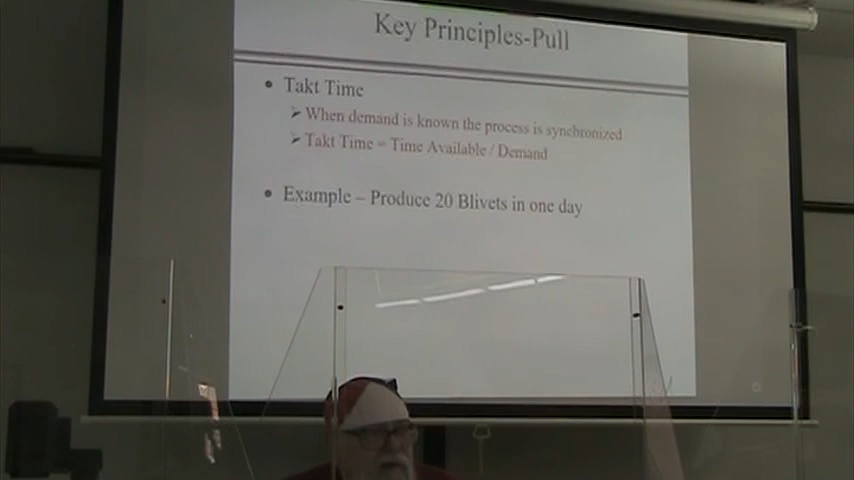 Key Principles-Pull
• Takt Time
➢ When demand is known the process is synchronized
➢ Takt Time = Time Available / Demand
• Example – Produce 20 Blivets in one day